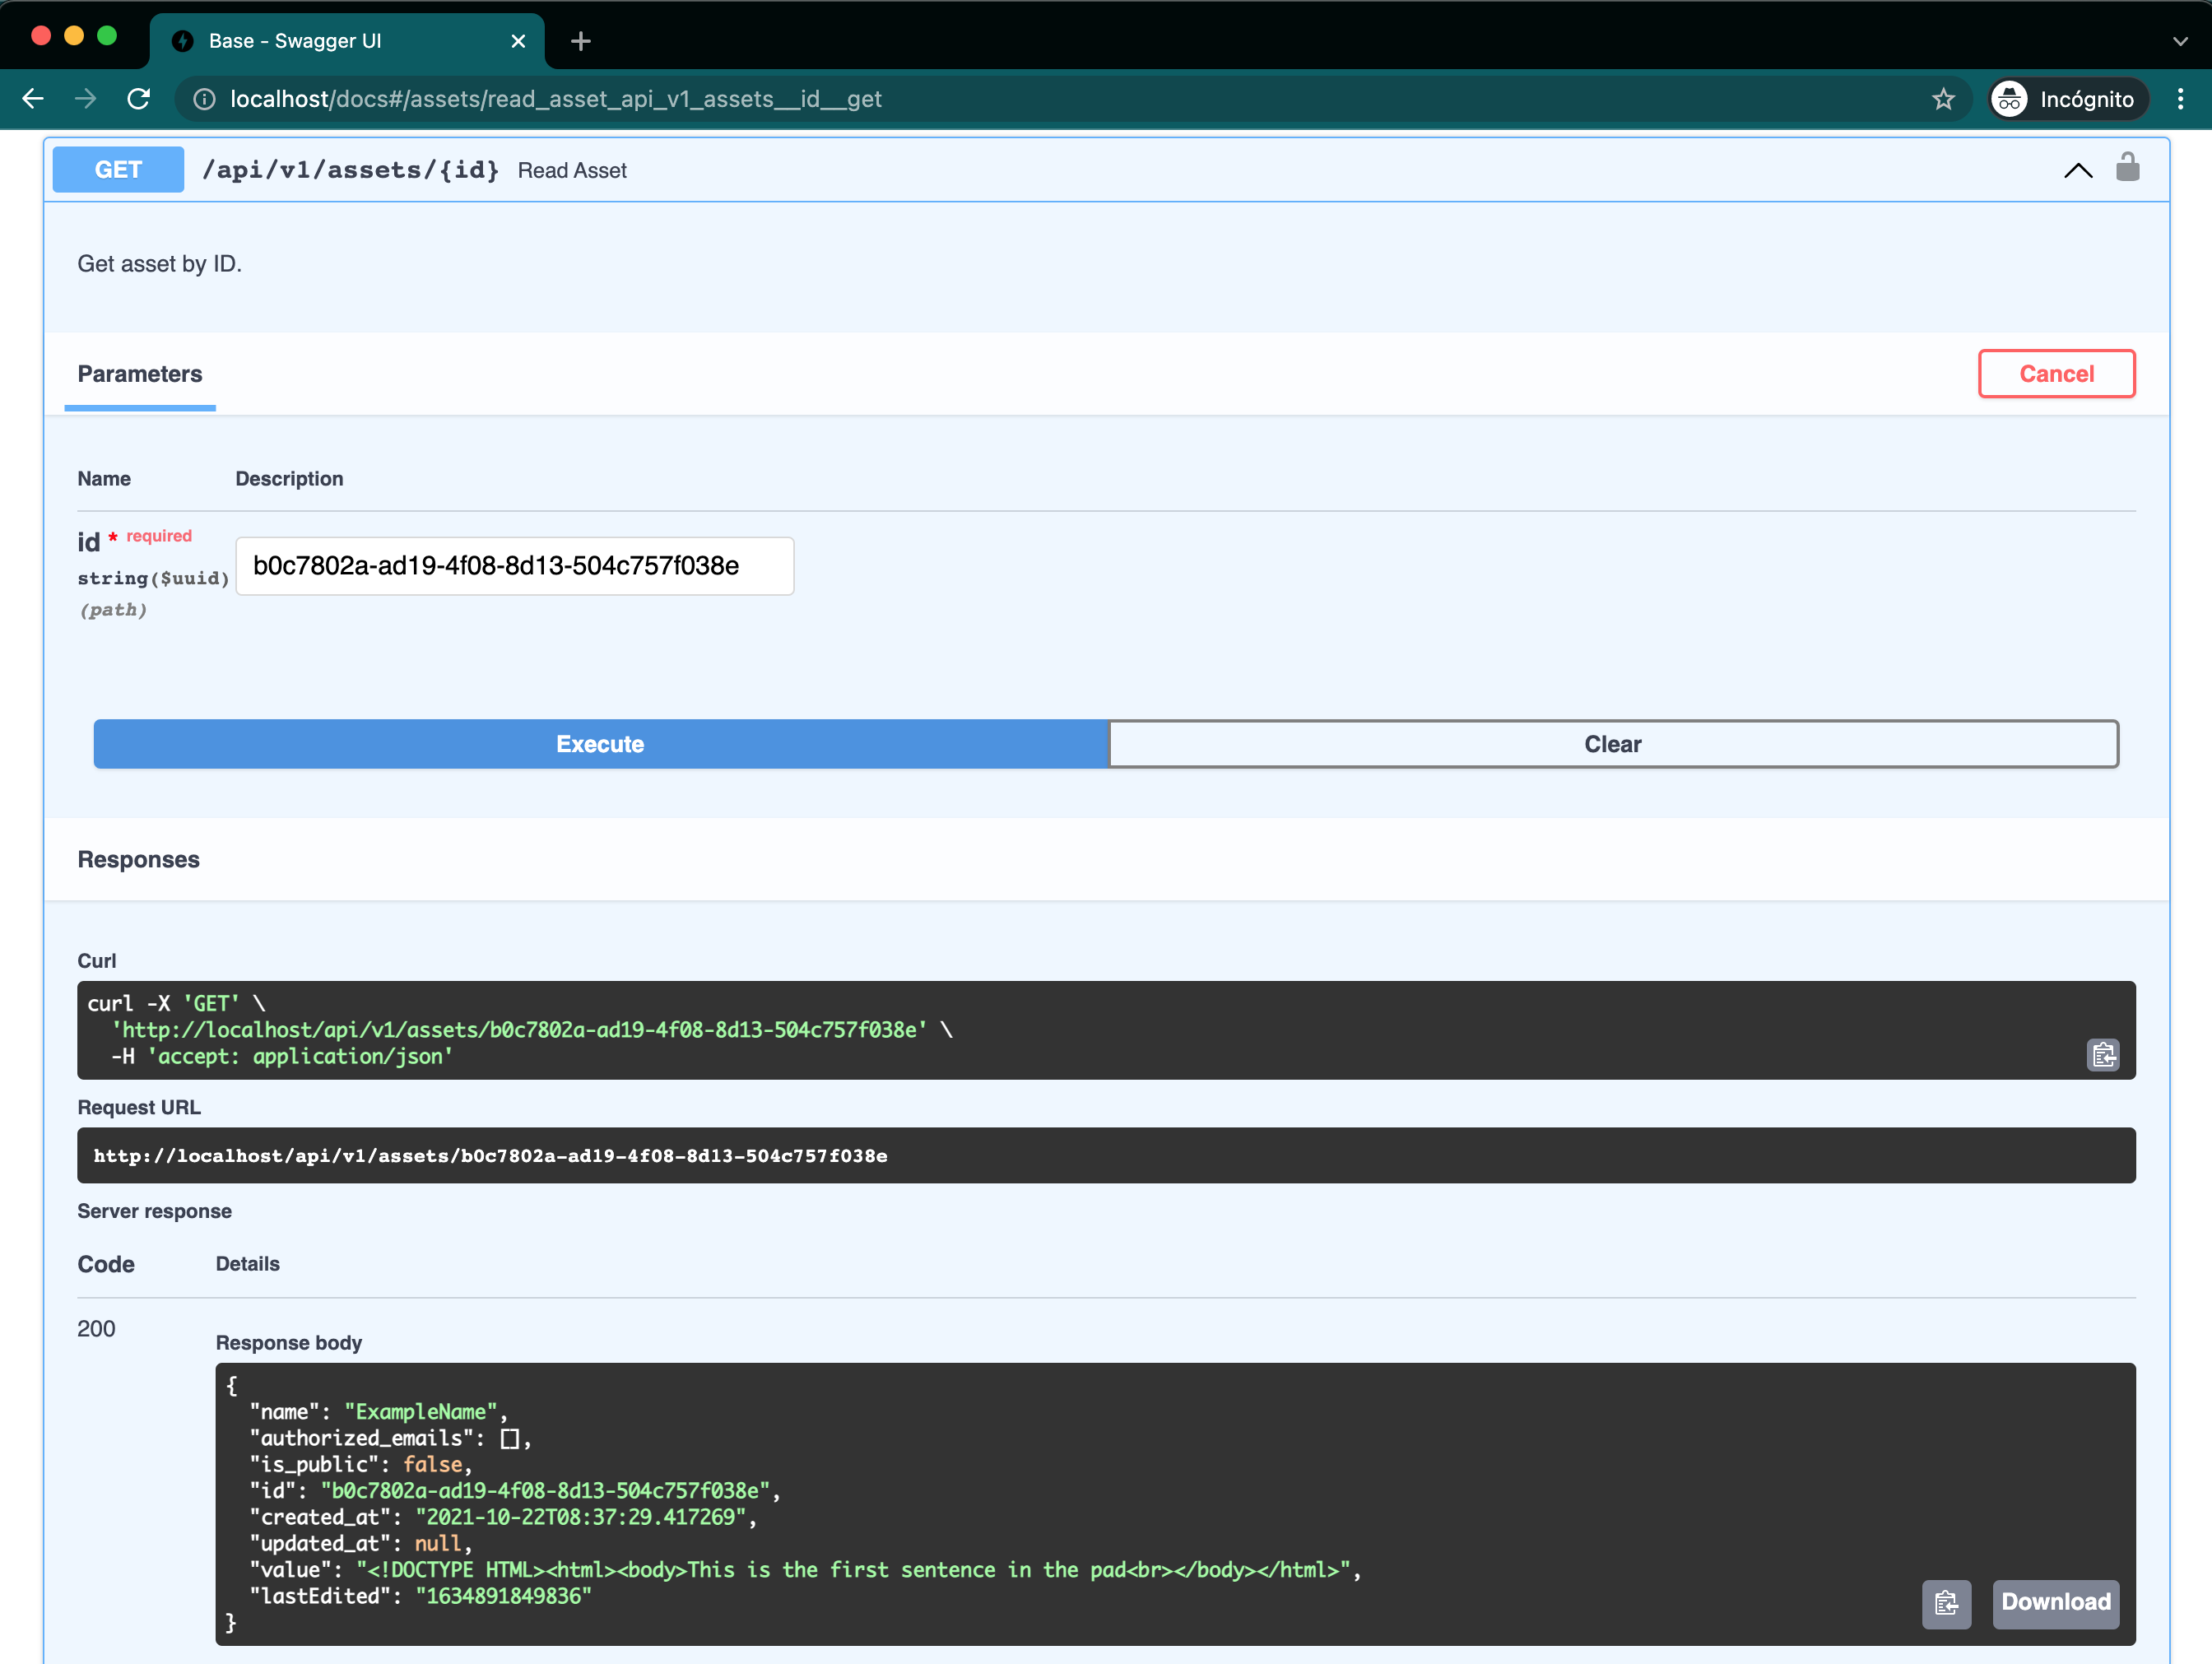 Base - Swagger UI
localhost/docs#/assets/read_asset_api_v1_assets__id__get
Incógnito
GET /api/v1/assets/{id} Read Asset
Get asset by ID.
Parameters
Cancel
Name Description
id * required
string($uuid)
(path)
b0c7802a-ad19-4f08-8d13-504c757f038e
Execute Clear
Responses
Curl
curl -X 'GET' \
'http://localhost/api/v1/assets/b0c7802a-ad19-4f08-8d13-504c757f038e' \
-H 'accept: application/json'
Request URL
http://localhost/api/v1/assets/b0c7802a-ad19-4f08-8d13-504c757f038e
Server response
Code Details
200
Response body
{
"name": "ExampleName",
"authorized_emails": [],
"is_public": false,
"id": "b0c7802a-ad19-4f08-8d13-504c757f038e",
"created_at": "2021-10-22T08:37:29.417269",
"updated_at": null,
"value": "<!DOCTYPE HTML><html><body>This is the first sentence in the pad<br></body></html>",
"lastEdited": "1634891849836"
}
Download